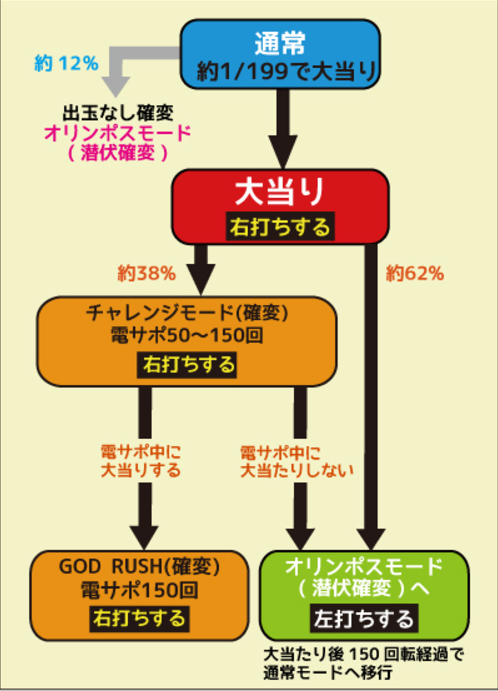 通常
約1/199で大当り
約12%
出玉なし確変
オリンポスモード
(潜伏確変)
大当り
右打ちする
約38%
約62%
チャレンジモード(確変)
電サポ50～150回
右打ちする
電サポ中に
大当りする
電サポ中に
大当たりしない
GOD RUSH(確変)
電サポ150回
右打ちする
オリンポスモード
(潜伏確変)へ
左打ちする
大当たり後150回転経過で
通常モードへ移行